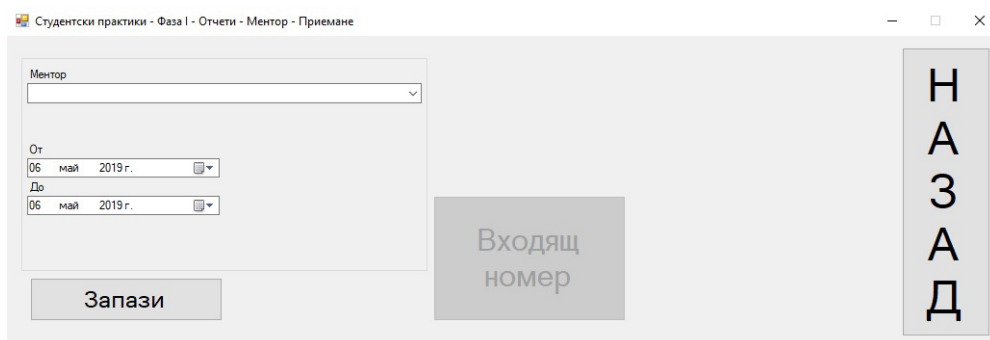 Студентски практики - Фаза I - Отчети - Ментор - Приемане
Ментор
От
06 май 2019 г.
До
06 май 2019 г.
Запази
Входящ
номер
Н
А
З
А
Д